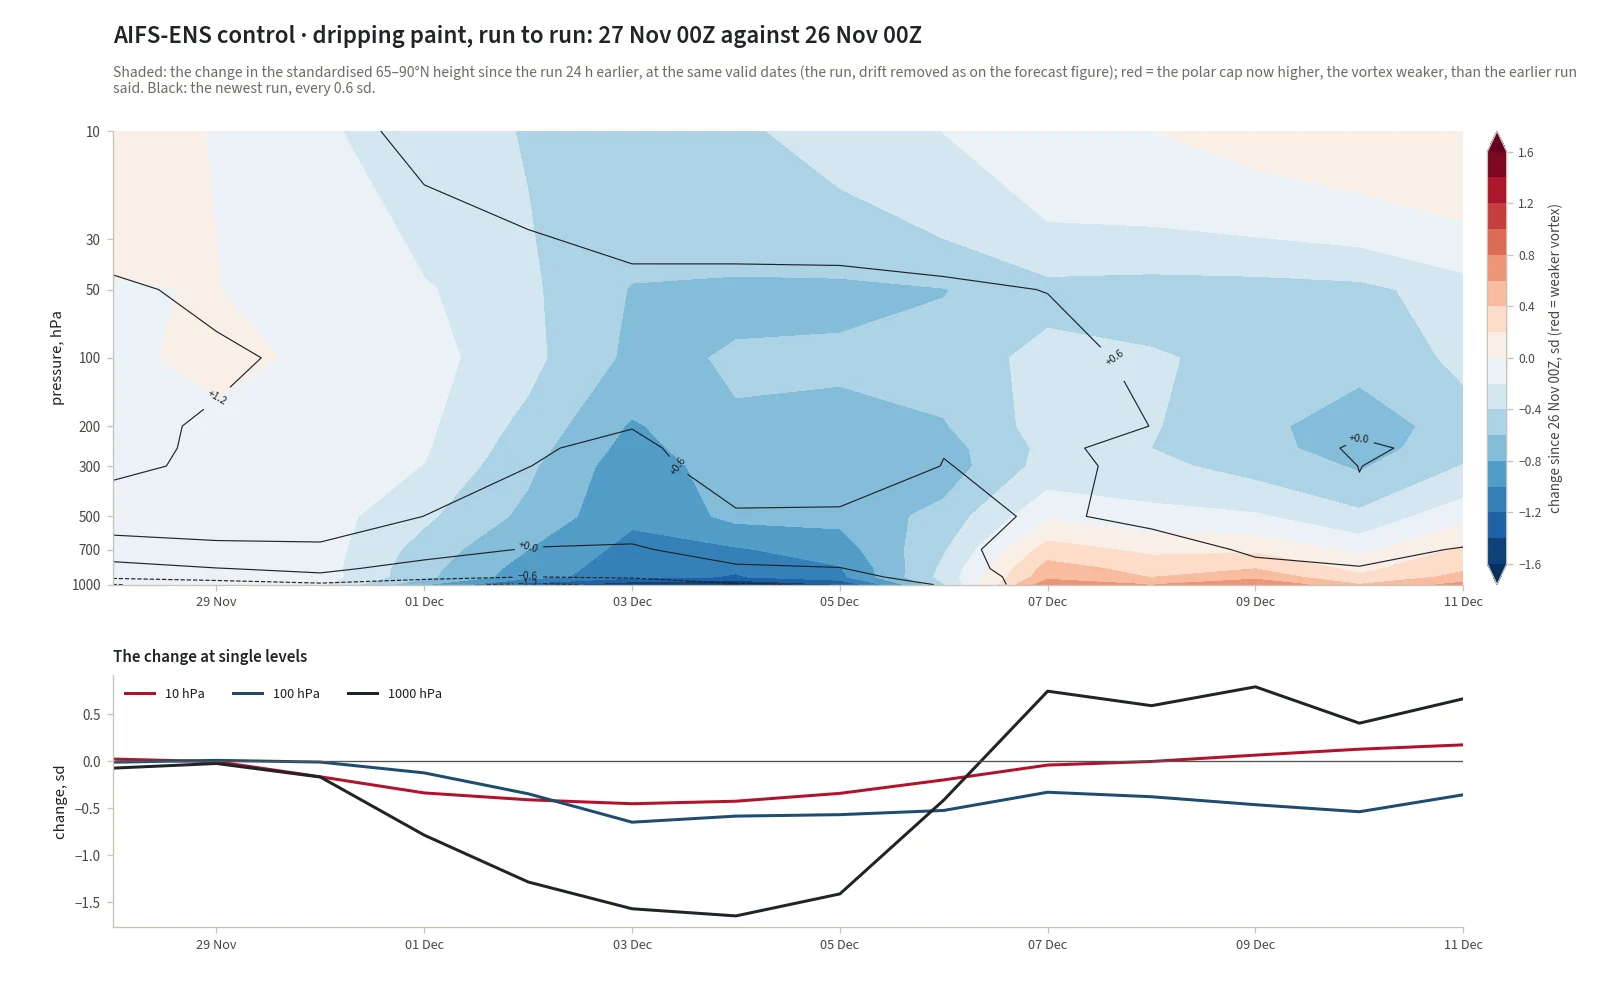 AIFS-ENS control · dripping paint, run to run: 27 Nov 00Z against 26 Nov 00Z
Shaded: the change in the standardised 65–90°N height since the run 24 h earlier, at the same valid dates (the run, drift removed as on the forecast figure); red = the polar cap now higher, the vortex weaker, than the earlier run
said. Black: the newest run, every 0.6 sd.
pressure, hPa
10
30
50
100
200
300
500
700
1000
+1.2
+0.6
+0.6
+0.0
+0.0
−0.6
29 Nov
01 Dec
03 Dec
05 Dec
07 Dec
09 Dec
11 Dec
1.6
1.2
0.8
0.4
0.0
−0.4
−0.8
−1.2
−1.6
change since 26 Nov 00Z, sd (red = weaker vortex)
The change at single levels
10 hPa
100 hPa
1000 hPa
change, sd
0.5
0.0
−0.5
−1.0
−1.5
29 Nov
01 Dec
03 Dec
05 Dec
07 Dec
09 Dec
11 Dec